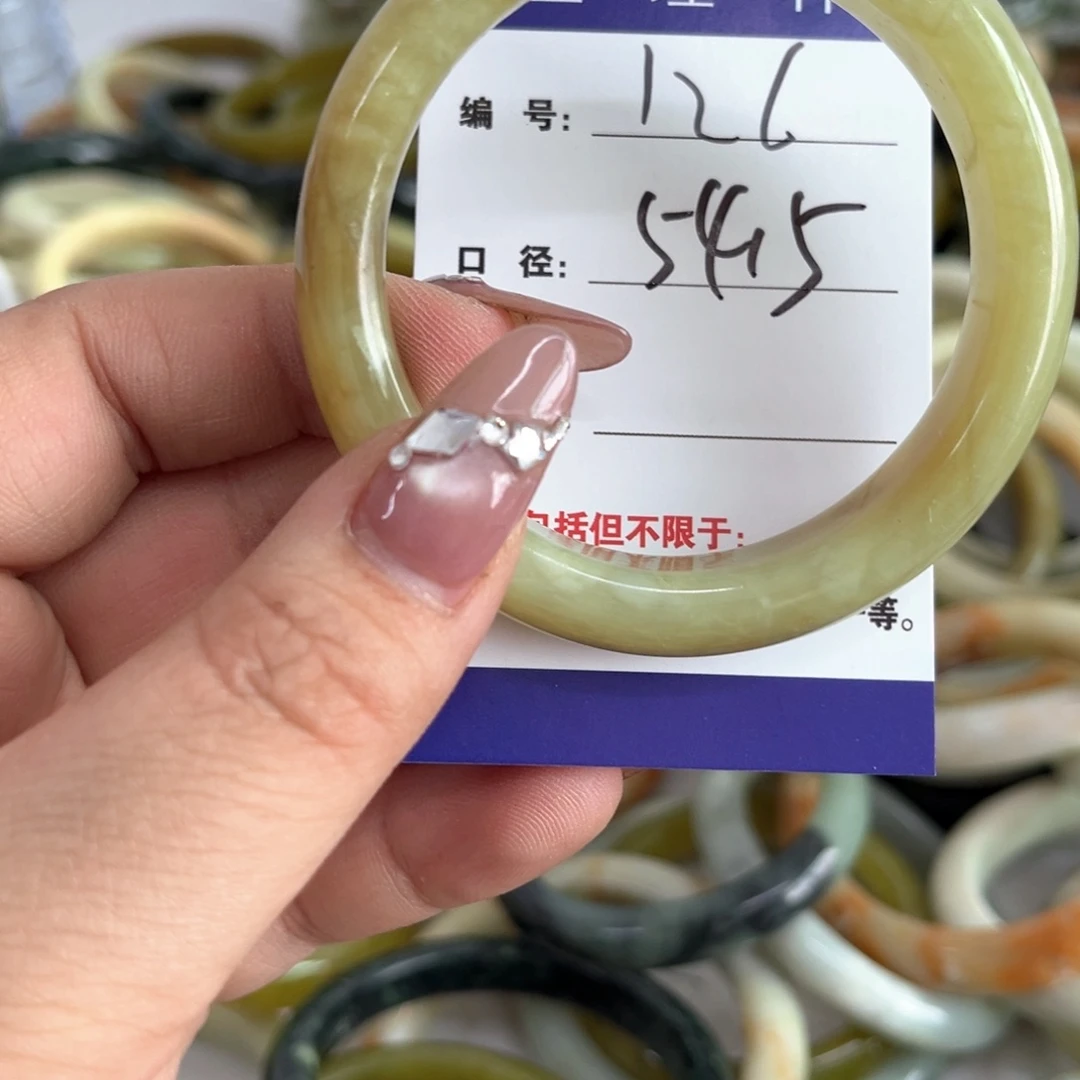 编 号: 126
口 径: 54.5
包括但不限于:
等。